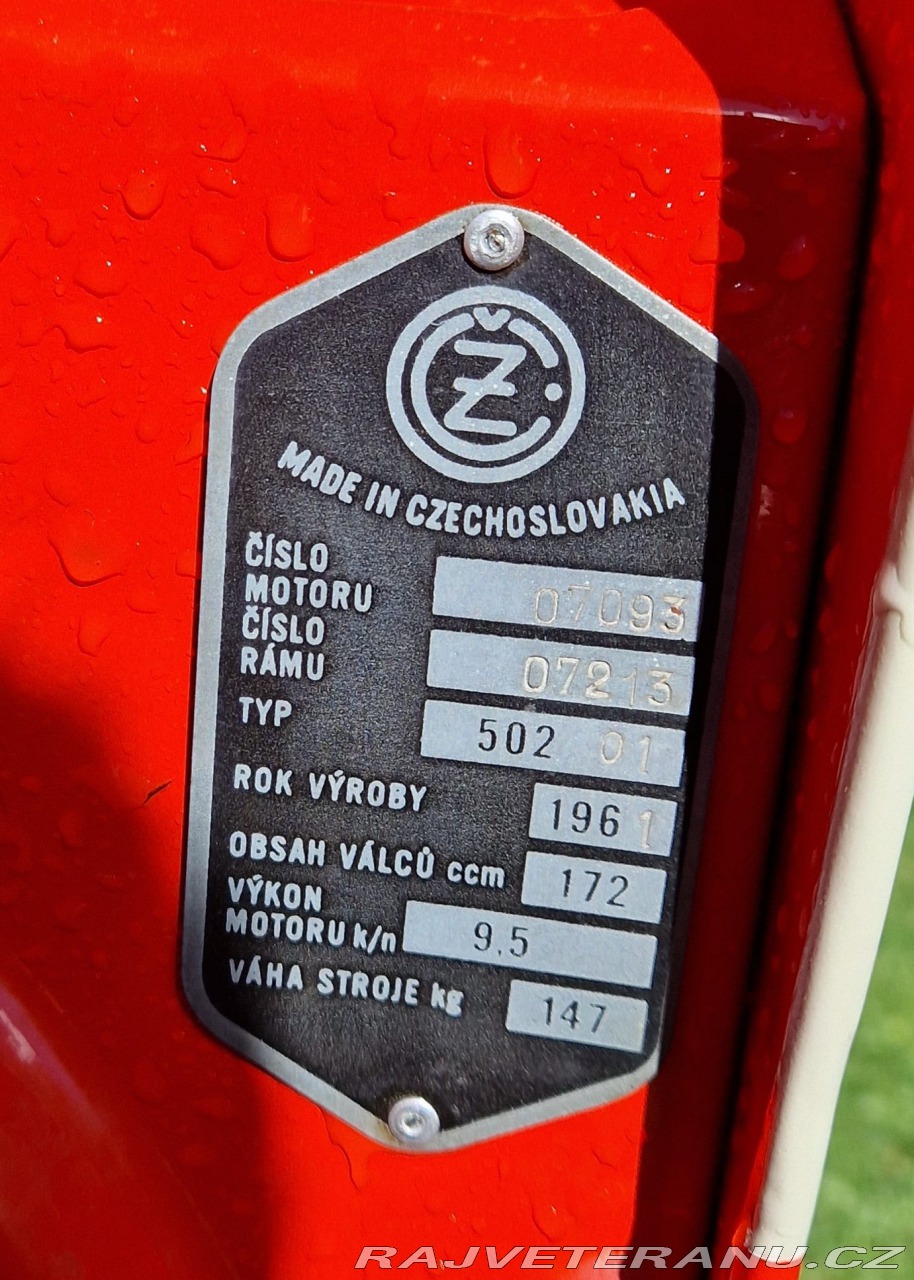 ČZ
MADE IN CZECHOSLOVAKIA
ČÍSLO
MOTORU 07093
ČÍSLO
RÁMU 07213
TYP 502 01
ROK VÝROBY 1961
OBSAH VÁLCŮ ccm 172
VÝKON
MOTORU k/n 9,5
VÁHA STROJE kg 147
RAJVETERANU.CZ